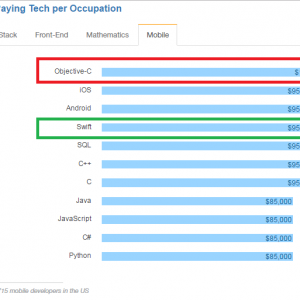 aying Tech per Occupation
Stack Front-End Mathematics Mobile
Objective-C $
iOS $95
Android $95
Swift $95
SQL $95
C++ $95
C $95
Java $85,000
JavaScript $85,000
C# $85,000
Python $85,000
715 mobile developers in the US